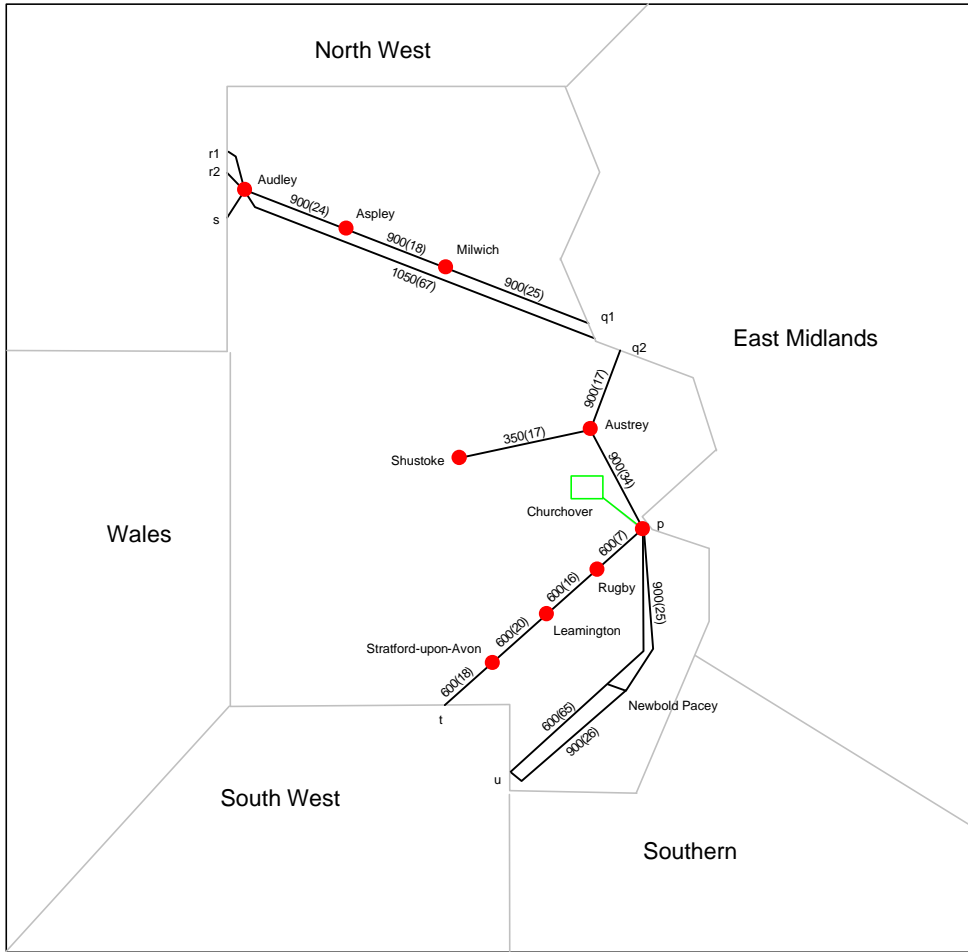 North West
r1
r2
Audley
s
900(24)
Aspley
900(18)
Milwich
1050(67)
900(25)
q1
q2
East Midlands
900(17)
Austrey
350(17)
Shustoke
900(34)
Churchover
p
Wales
600(7)
Rugby
900(25)
600(16)
Leamington
600(20)
Stratford-upon-Avon
600(18)
t
Newbold Pacey
600(65)
900(26)
u
South West
Southern